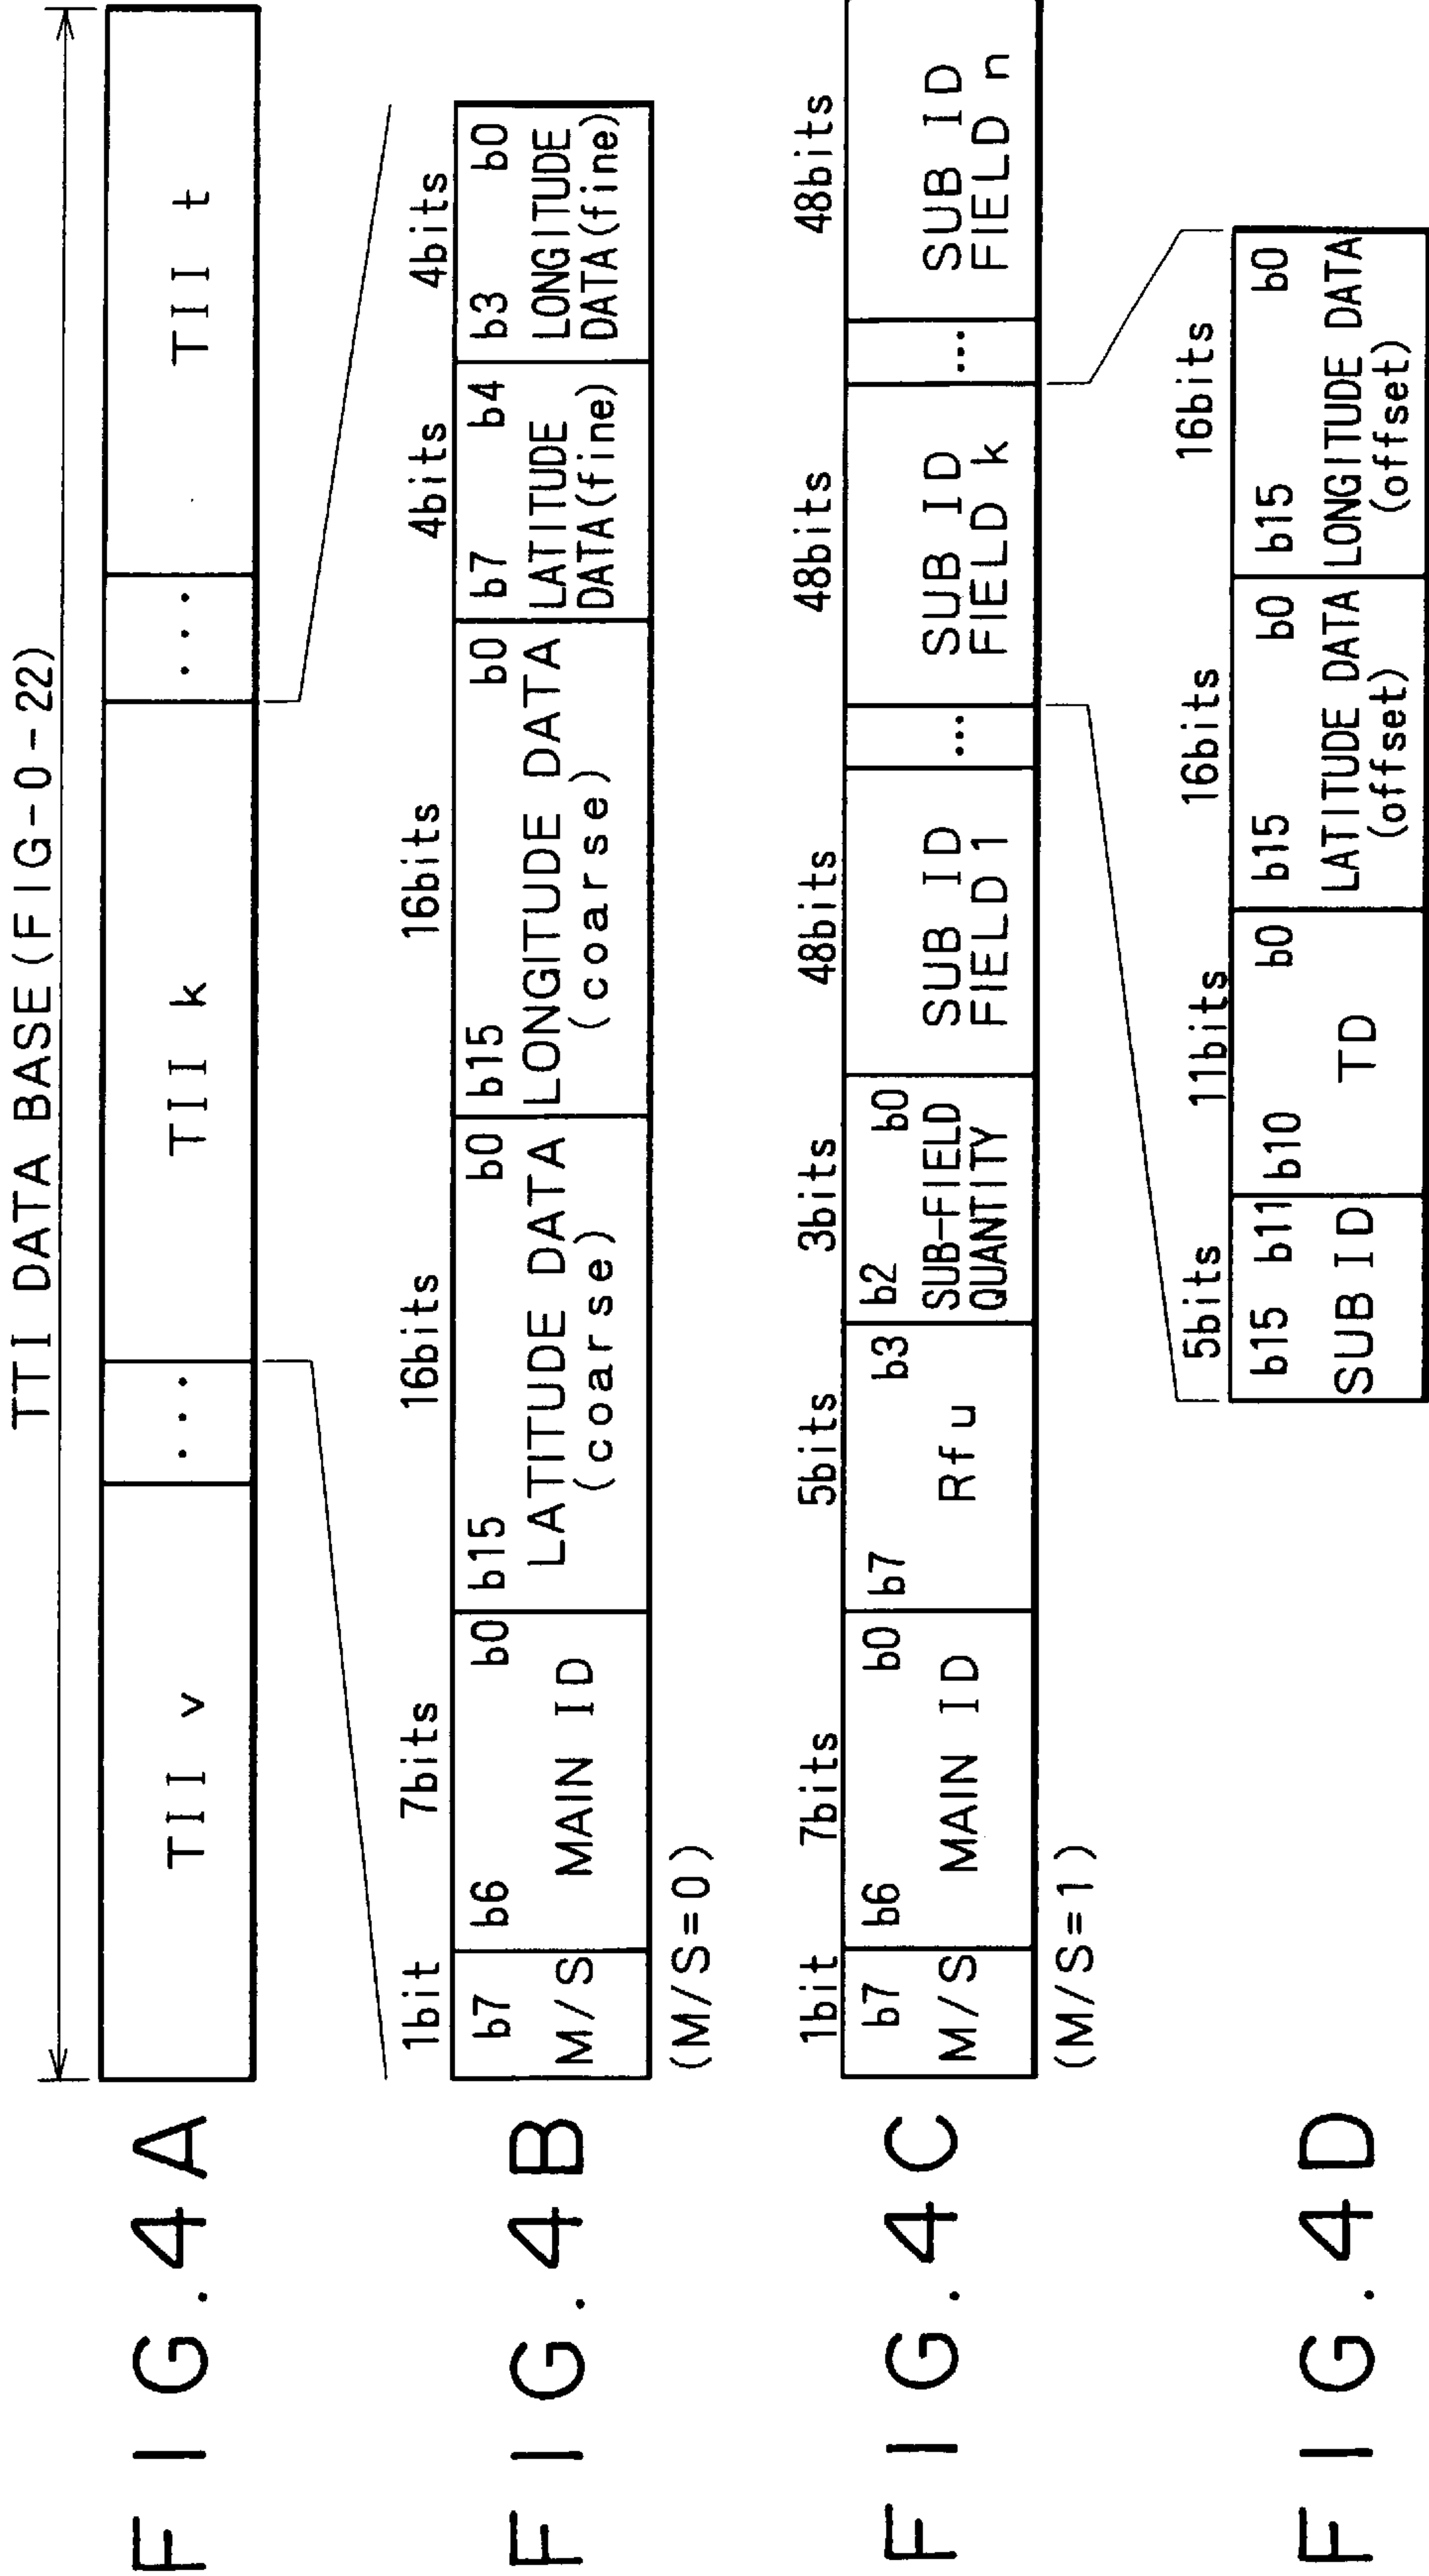 FIG.4A
TTI DATA BASE (FIG-0-22)
TII v
...
TII k
...
TII t
FIG.4B
1bit
7bits
16bits
16bits
4bits
4bits
b7
b6 b0
b15 b0
b15 b0
b7 b4
b3 b0
M/S
MAIN ID
LATITUDE DATA
(coarse)
LONGITUDE DATA
(coarse)
LATITUDE
DATA(fine)
LONGITUDE
DATA(fine)
(M/S=0)
FIG.4C
1bit
7bits
5bits
3bits
48bits
48bits
48bits
b7
b6 b0
b7 b3
b2 b0
M/S
MAIN ID
Rfu
SUB-FIELD
QUANTITY
SUB ID
FIELD 1
...
SUB ID
FIELD k
...
SUB ID
FIELD n
(M/S=1)
FIG.4D
5bits
11bits
16bits
16bits
b15 b11
b10 b0
b15 b0
b15 b0
SUB ID
TD
LATITUDE DATA
(offset)
LONGITUDE DATA
(offset)